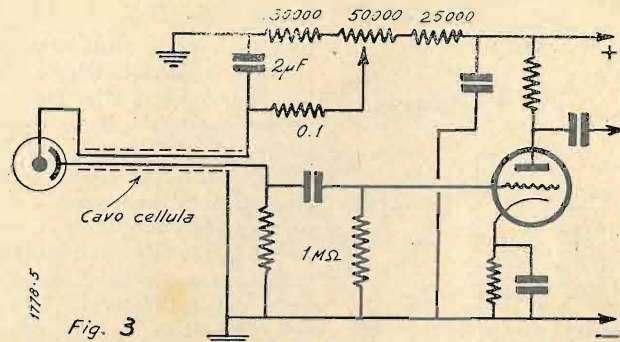 30000 50000 25000
+
2µF
0.1
Cavo cellula
1MΩ
1778·5
Fig. 3
−